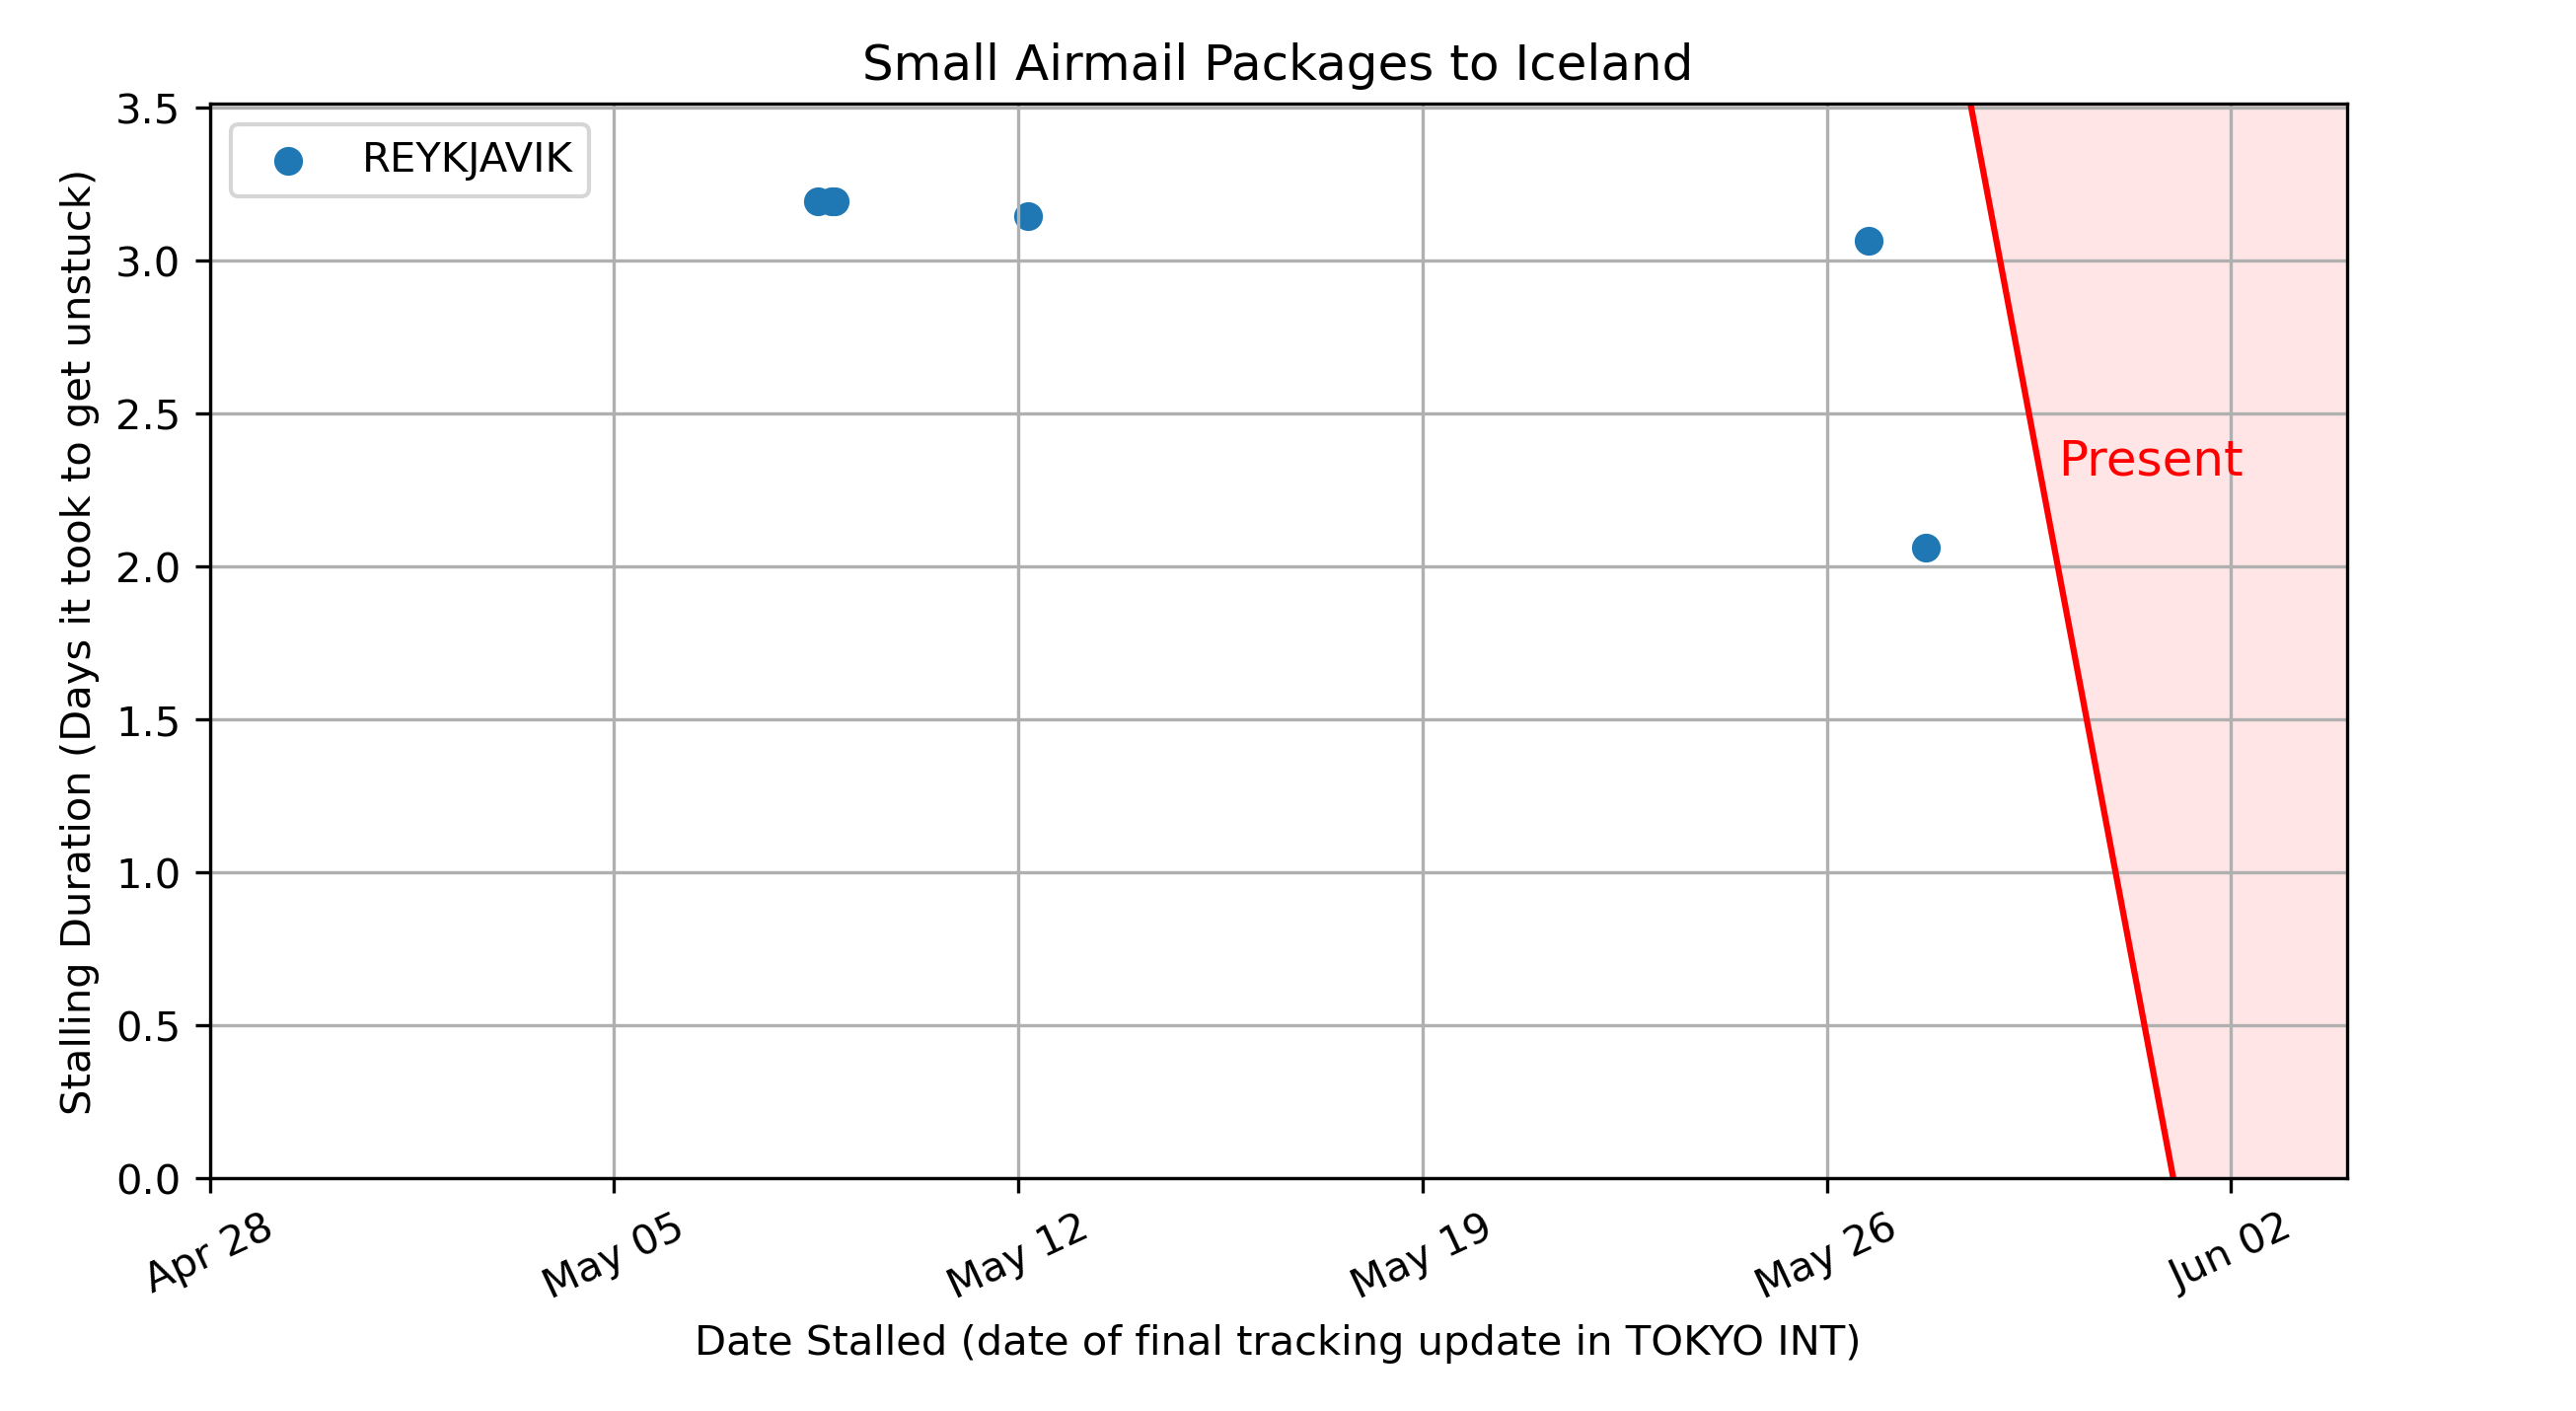 Small Airmail Packages to Iceland
REYKJAVIK
Stalling Duration (Days it took to get unstuck)
3.5
3.0
2.5
2.0
1.5
1.0
0.5
0.0
Present
Apr 28
May 05
May 12
May 19
May 26
Jun 02
Date Stalled (date of final tracking update in TOKYO INT)